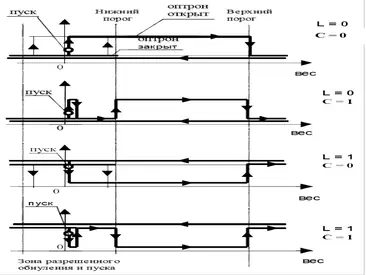 пуск
Нижний
порог
оптрон
открыт
Верхний
порог
L = 0
C = 0
оптрон
закрыт
0
вес
пуск
L = 0
C = 1
0
вес
пуск
L = 1
C = 0
0
вес
пуск
L = 1
C = 1
0
вес
Зона разрешенного
обнуления и пуска